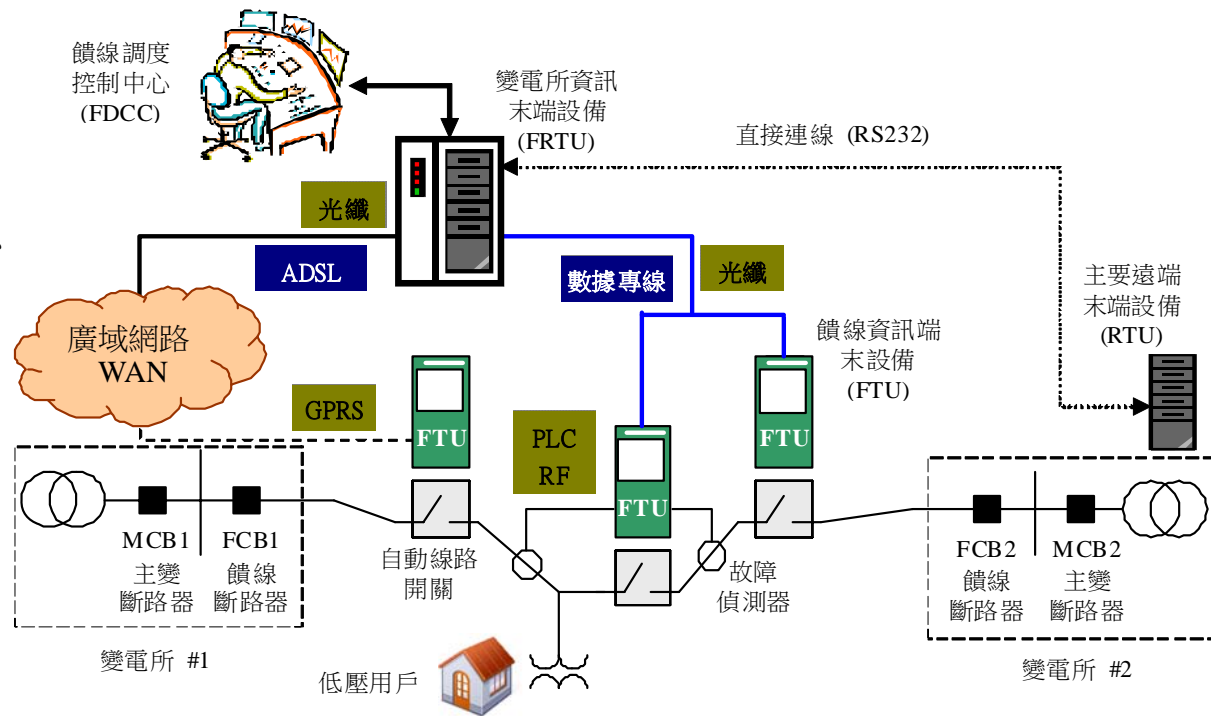 饋線調度
控制中心
(FDCC)
變電所資訊
末端設備
(FRTU)
直接連線 (RS232)
光纖
ADSL
數據專線
光纖
主要遠端
末端設備
(RTU)
廣域網路
WAN
饋線資訊端
末設備
(FTU)
GPRS
FTU
PLC
RF
FTU
FTU
MCB1
主變
斷路器
FCB1
饋線
斷路器
自動線路
開關
故障
偵測器
FCB2
饋線
斷路器
MCB2
主變
斷路器
變電所 #1
低壓用戶
變電所 #2